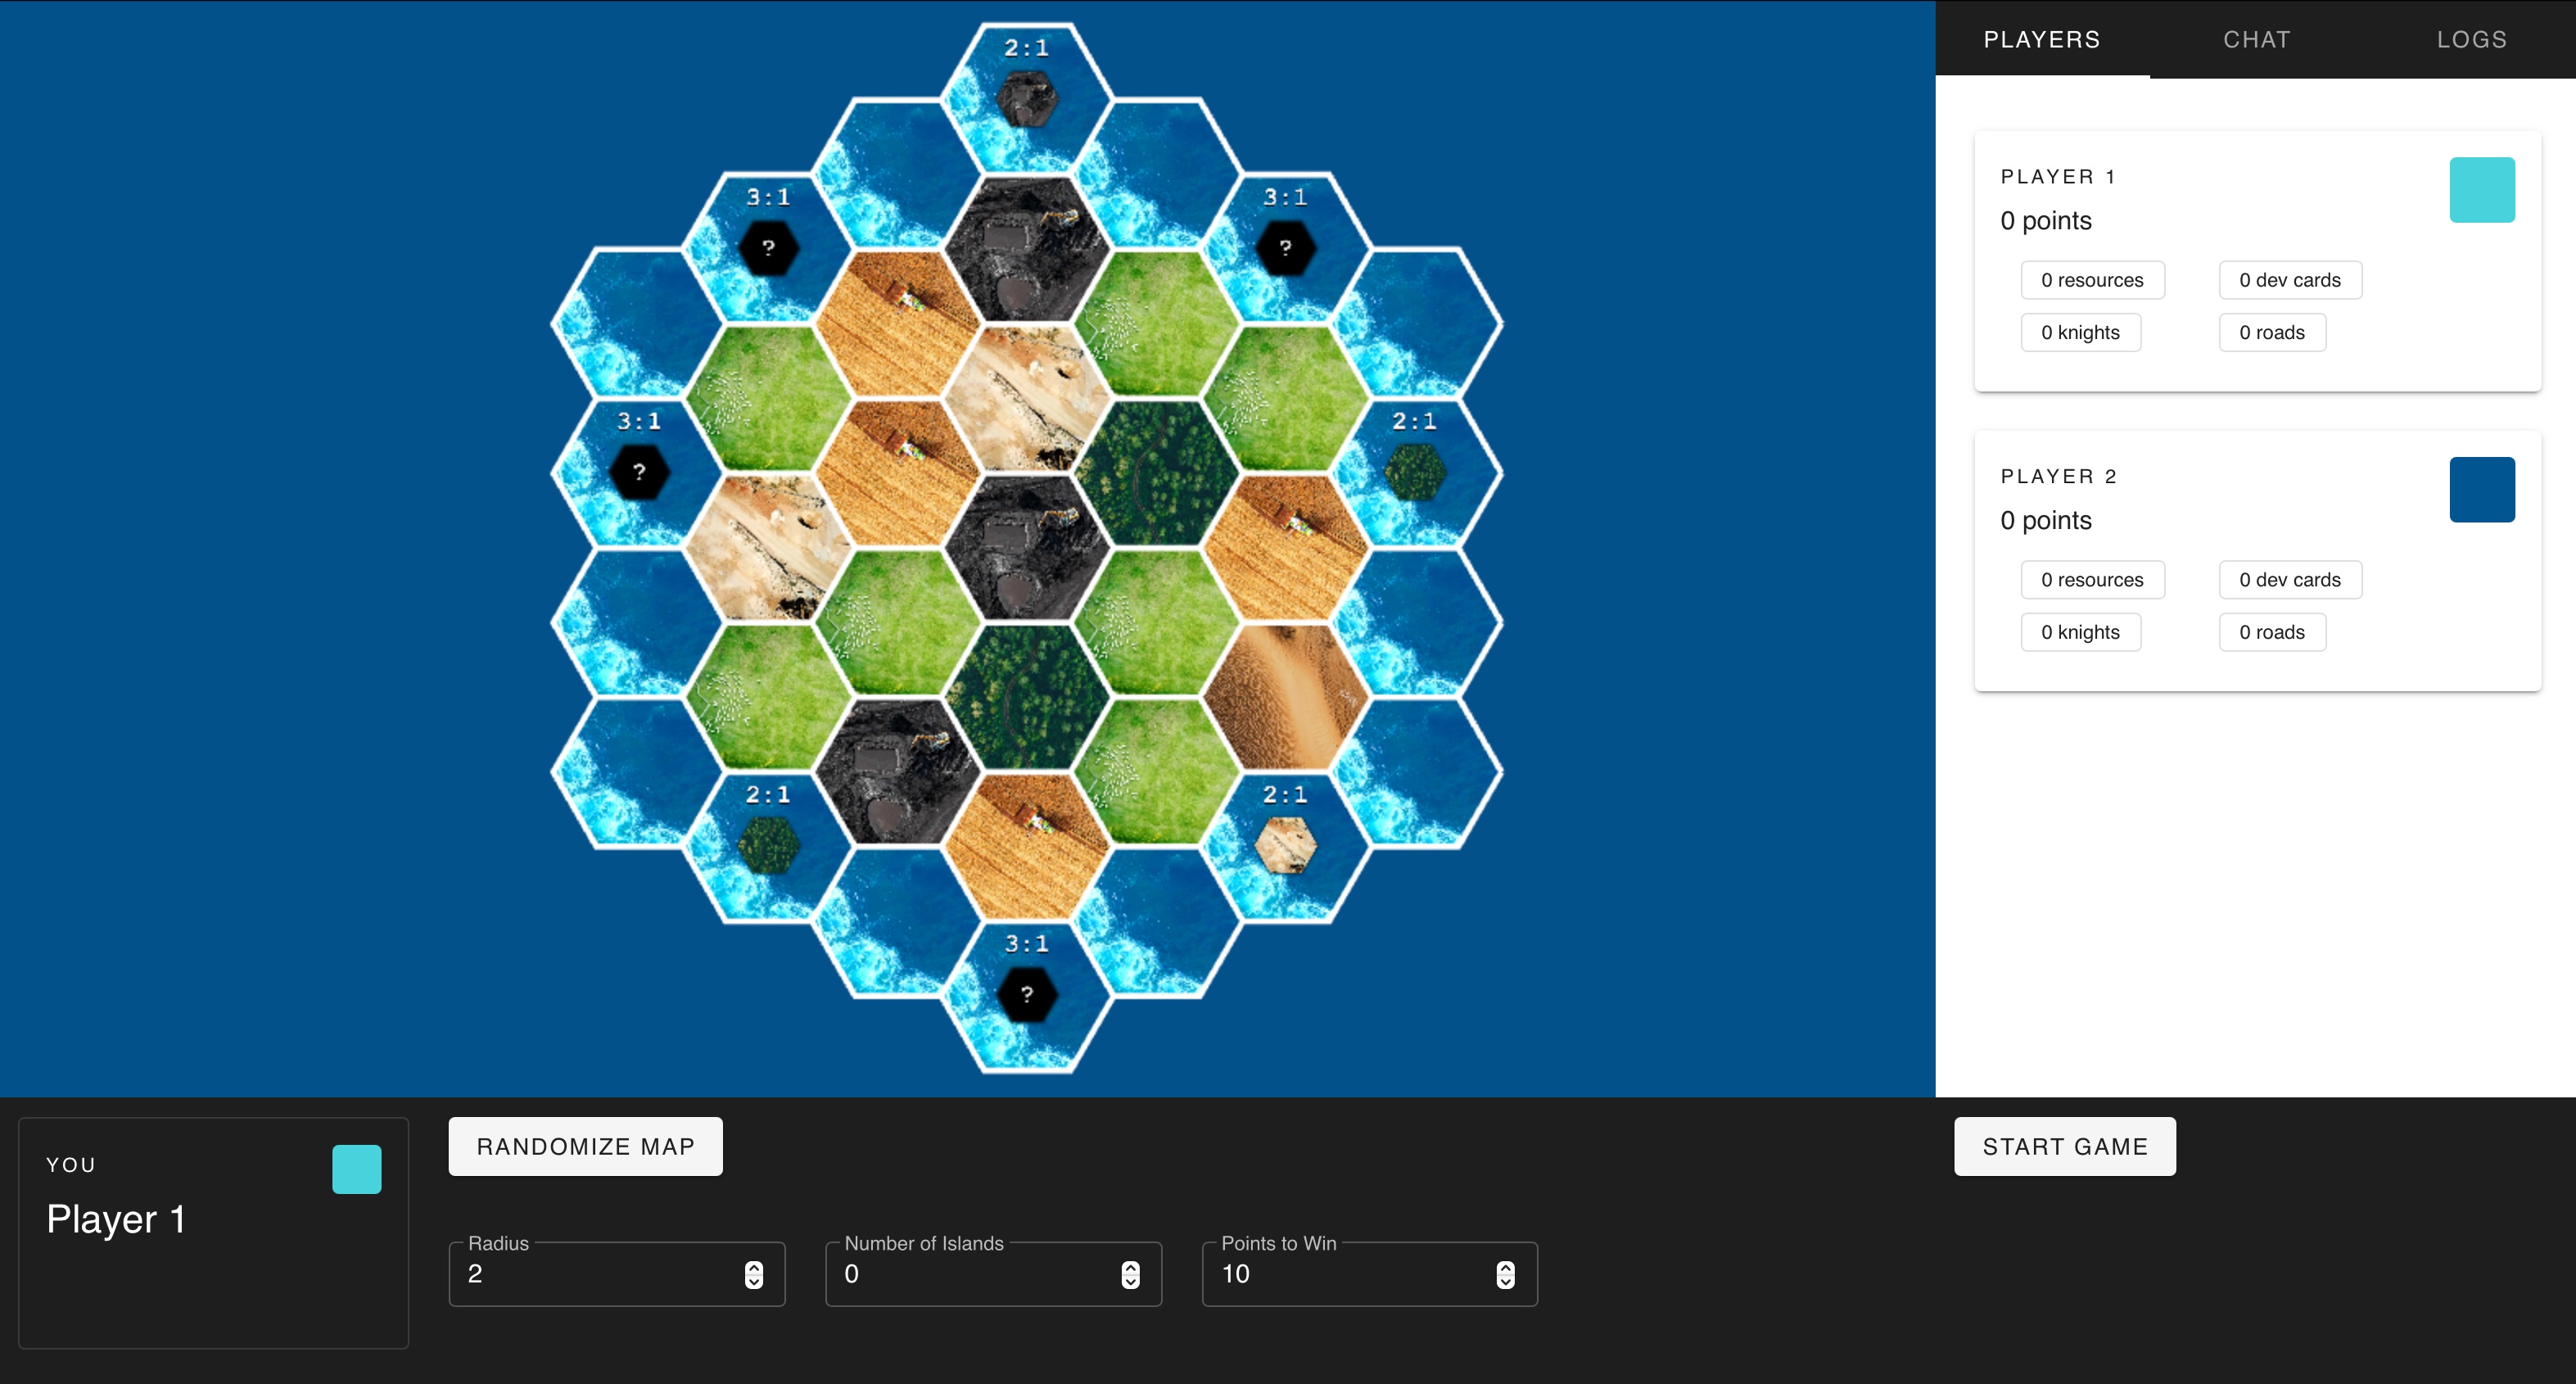 PLAYERS CHAT LOGS
2:1
3:1 3:1
? ?
3:1 2:1
?
2:1 2:1
3:1
?
PLAYER 1
0 points
0 resources 0 dev cards
0 knights 0 roads
PLAYER 2
0 points
0 resources 0 dev cards
0 knights 0 roads
YOU
Player 1
RANDOMIZE MAP
START GAME
Radius
2
Number of Islands
0
Points to Win
10